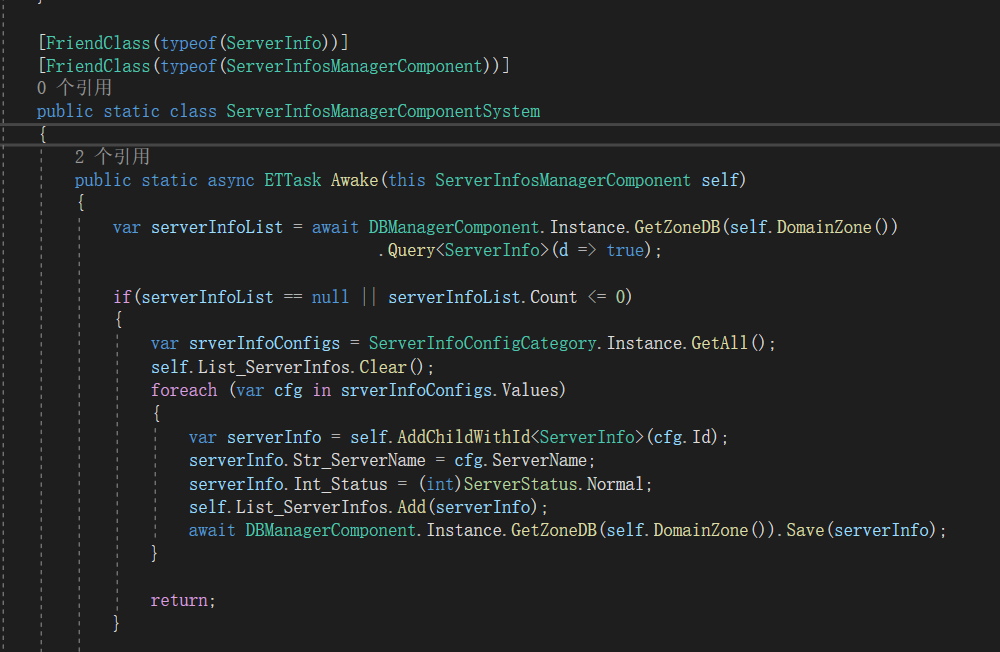 [FriendClass(typeof(ServerInfo))]
[FriendClass(typeof(ServerInfosManagerComponent))]
0 个引用
public static class ServerInfosManagerComponentSystem
{
2 个引用
public static async ETTask Awake(this ServerInfosManagerComponent self)
{
var serverInfoList = await DBManagerComponent.Instance.GetZoneDB(self.DomainZone())
.Query<ServerInfo>(d => true);
if(serverInfoList == null || serverInfoList.Count <= 0)
{
var srverInfoConfigs = ServerInfoConfigCategory.Instance.GetAll();
self.List_ServerInfos.Clear();
foreach (var cfg in srverInfoConfigs.Values)
{
var serverInfo = self.AddChildWithId<ServerInfo>(cfg.Id);
serverInfo.Str_ServerName = cfg.ServerName;
serverInfo.Int_Status = (int)ServerStatus.Normal;
self.List_ServerInfos.Add(serverInfo);
await DBManagerComponent.Instance.GetZoneDB(self.DomainZone()).Save(serverInfo);
}
return;
}